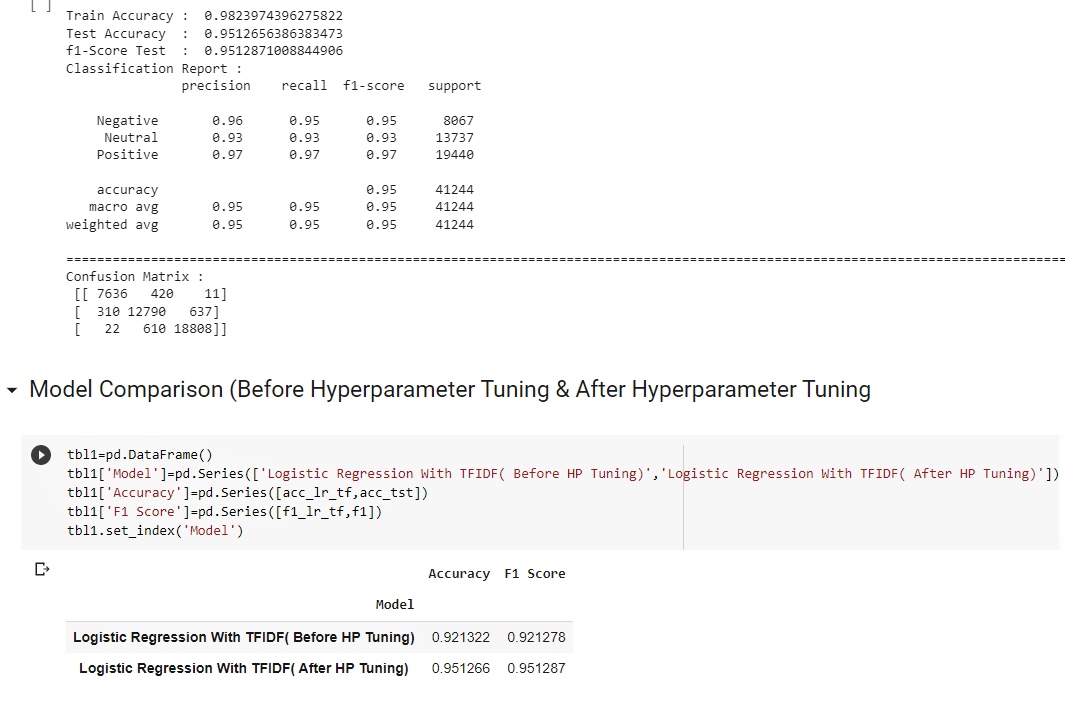 [ ]
Train Accuracy :  0.9823974396275822
Test Accuracy  :  0.9512656386383473
f1-Score Test  :  0.9512871008844906
Classification Report :
precision    recall  f1-score   support
Negative       0.96      0.95      0.95      8067
Neutral       0.93      0.93      0.93     13737
Positive       0.97      0.97      0.97     19440
accuracy                           0.95     41244
macro avg       0.95      0.95      0.95     41244
weighted avg       0.95      0.95      0.95     41244
==================================================================================================================================
Confusion Matrix :
[[ 7636   420    11]
[  310 12790   637]
[   22   610 18808]]
Model Comparison (Before Hyperparameter Tuning & After Hyperparameter Tuning
tbl1=pd.DataFrame()
tbl1['Model']=pd.Series(['Logistic Regression With TFIDF( Before HP Tuning)','Logistic Regression With TFIDF( After HP Tuning)'])
tbl1['Accuracy']=pd.Series([acc_lr_tf,acc_tst])
tbl1['F1 Score']=pd.Series([f1_lr_tf,f1])
tbl1.set_index('Model')
Accuracy  F1 Score
Model
Logistic Regression With TFIDF( Before HP Tuning)  0.921322  0.921278
Logistic Regression With TFIDF( After HP Tuning)  0.951266  0.951287